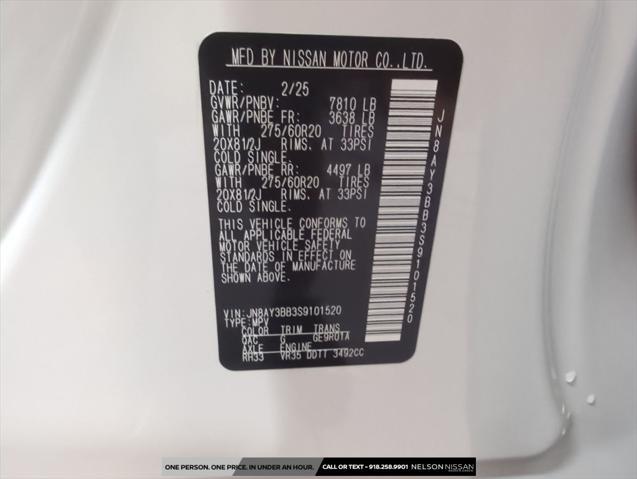 MFD BY NISSAN MOTOR CO.,LTD.
DATE: 2/25
GVWR/PNBV: 7810 LB
GAWR/PNBE FR: 3638 LB
WITH 275/60R20 TIRES
20X81/2J RIMS, AT 33PSI
COLD SINGLE.
GAWR/PNBE RR: 4497 LB
WITH 275/60R20 TIRES
20X81/2J RIMS, AT 33PSI
COLD SINGLE.
THIS VEHICLE CONFORMS TO
ALL APPLICABLE FEDERAL
MOTOR VEHICLE SAFETY
STANDARDS IN EFFECT ON
THE DATE OF MANUFACTURE
SHOWN ABOVE.
VIN:JN8AY3BB3S9101520
TYPE:MPV
COLOR TRIM TRANS
QAC G GE9R01A
AXLE ENGINE
RH33 VR35 DDTT 3492CC
JN8AY3BB3S9101520
ONE PERSON. ONE PRICE. IN UNDER AN HOUR.
CALL OR TEXT • 918.258.9901
NELSON NISSAN